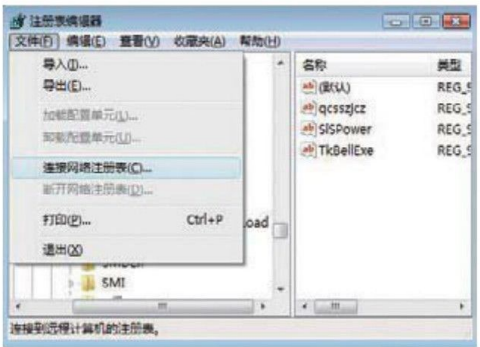 注册表编辑器
文件(F) 编辑(E) 查看(V) 收藏夹(A) 帮助(H)
导入(I)...
导出(E)...
加载配置单元(L)...
卸载配置单元(U)...
连接网络注册表(C)...
断开网络注册表(D)...
打印(P)... Ctrl+P
退出(X)
oad
SMI
名称 类型
(默认) REG_S
qcsszjcz REG_S
SiSPower REG_S
TkBellExe REG_S
连接到远程计算机的注册表。